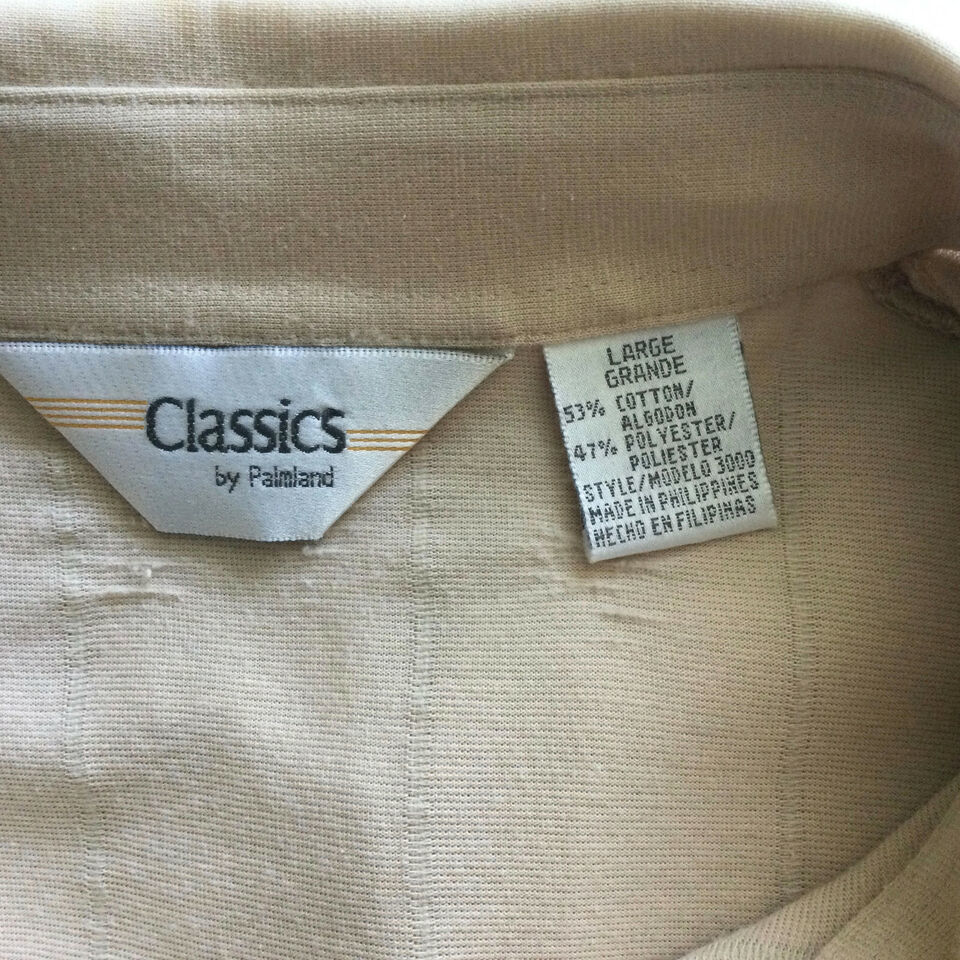 Classics
by Palmland
LARGE
GRANDE
53% COTTON/
ALGODON
47% POLYESTER/
POLIESTER
STYLE/MODELO 3000
MADE IN PHILIPPINES
HECHO EN FILIPINAS